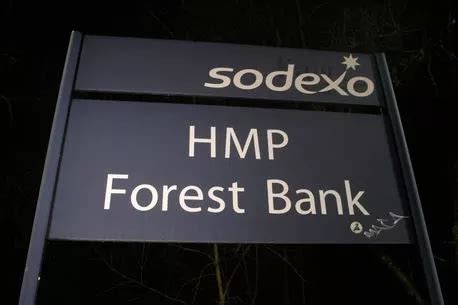 sodexo
HMP
Forest Bank